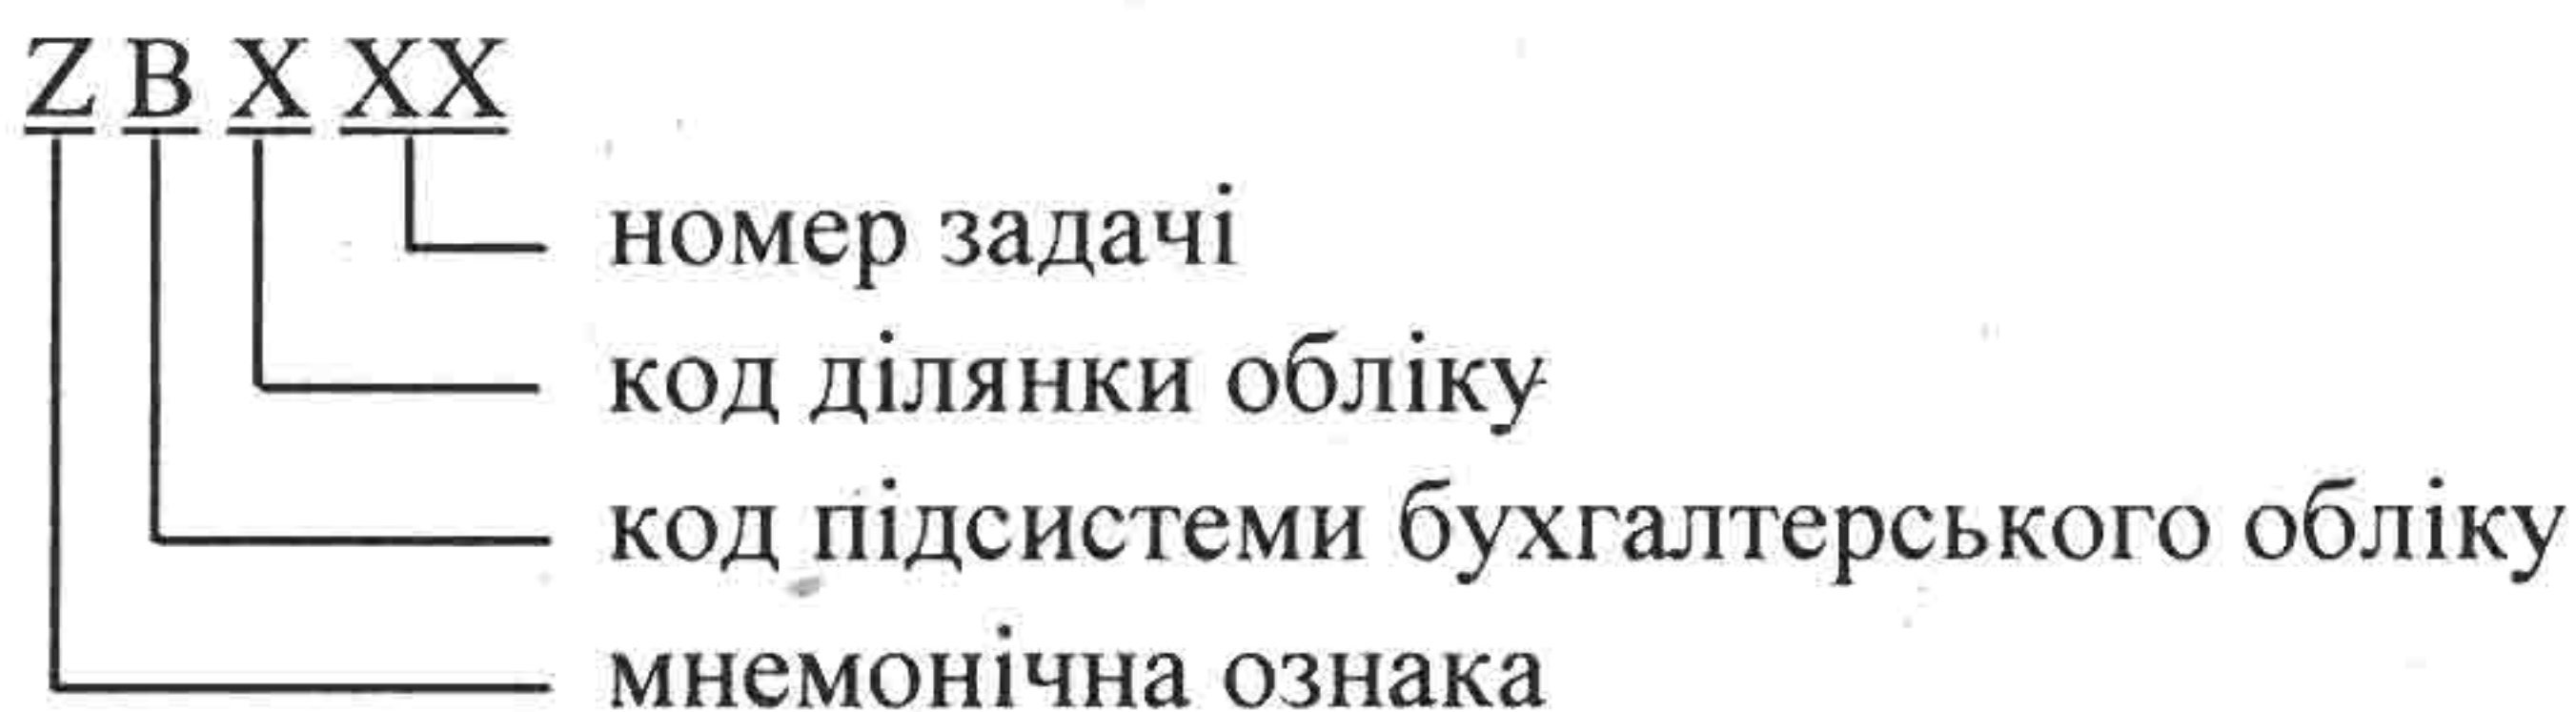 Z B X XX
номер задачі
код ділянки обліку
код підсистеми бухгалтерського обліку
мнемонічна ознака